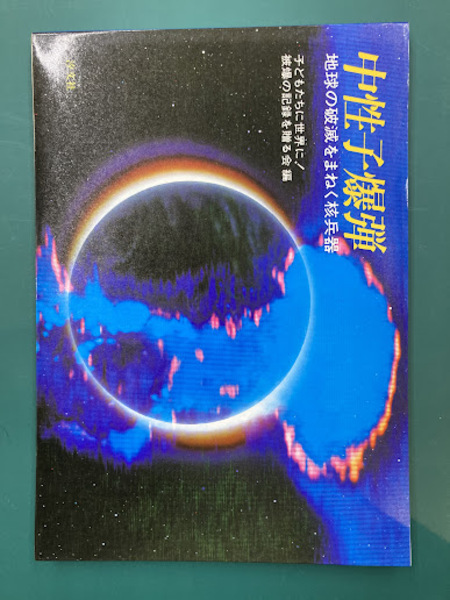 中性子爆弾
地球の破滅をまねく核兵器
子どもたちに世界に！
被爆の記録を贈る会 編